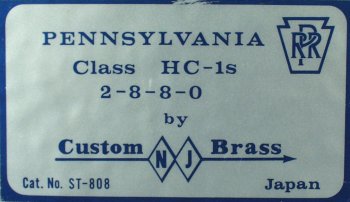 PENNSYLVANIA PRR
Class HC-1s
2-8-8-0
by
Custom NJ Brass
Cat. No. ST-808 Japan